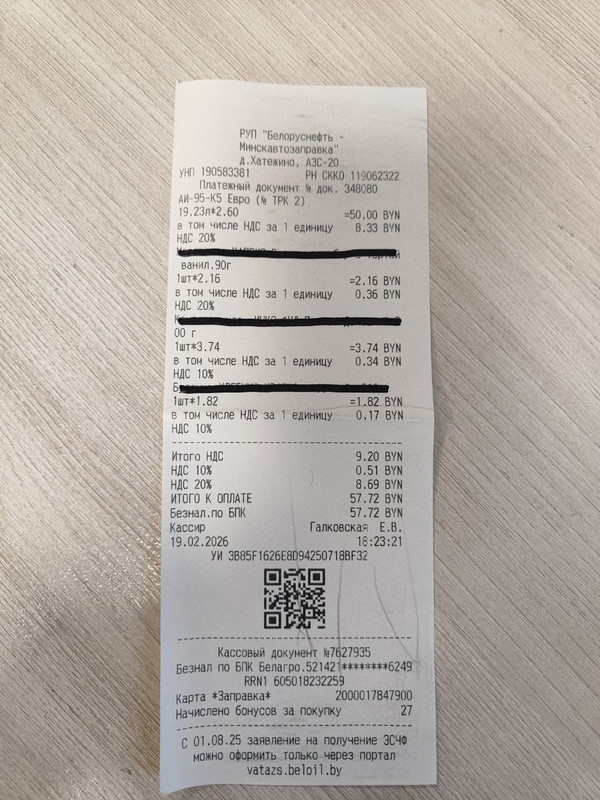 РУП "Белоруснефть -
Минскавтозаправка"
д.Хатежино, АЗС-20
УНП 190583381 РН СККО 119062322
Платежный документ № док. 348080
АИ-95-К5 Евро (№ ТРК 2)
19.23л*2.60 =50.00 BYN
в том числе НДС за 1 единицу 8.33 BYN
НДС 20%
ванил.90г
1шт*2.16 =2.16 BYN
в том числе НДС за 1 единицу 0.36 BYN
НДС 20%
00 г
1шт*3.74 =3.74 BYN
в том числе НДС за 1 единицу 0.34 BYN
НДС 10%
1шт*1.82 =1.82 BYN
в том числе НДС за 1 единицу 0.17 BYN
НДС 10%
Итого НДС 9.20 BYN
НДС 10% 0.51 BYN
НДС 20% 8.69 BYN
ИТОГО К ОПЛАТЕ 57.72 BYN
Безнал.по БПК 57.72 BYN
Кассир Галковская Е.В.
19.02.2026 18:23:21
УИ 3B85F1626E8D94250718BF32
Кассовый документ №7627935
Безнал по БПК Белагро.521421********6249
RRN1 605018232259
Карта *Заправка* 2000017847900
Начислено бонусов за покупку 27
С 01.08.25 заявление на получение ЭСЧФ
можно оформить только через портал
vatazs.beloil.by